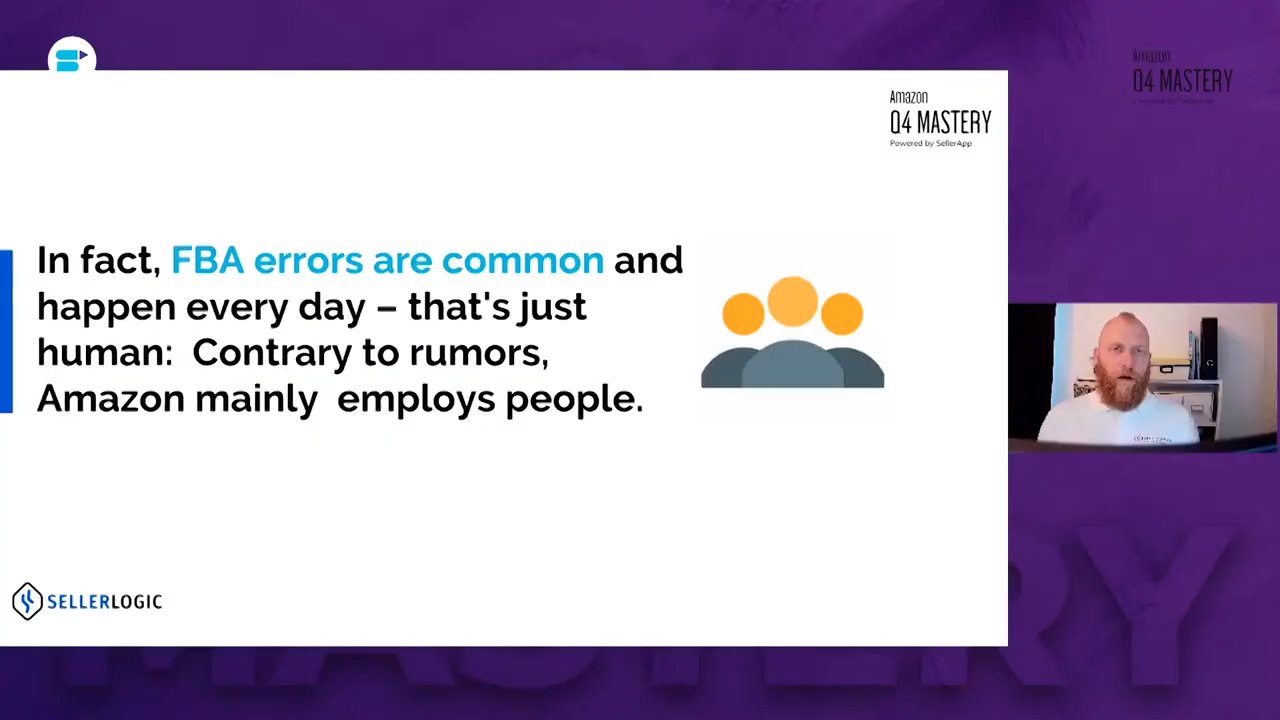 Amazon
Q4 MASTERY
Amazon
Q4 MASTERY
Powered by SellerApp
In fact, FBA errors are common and
happen every day – that's just
human:  Contrary to rumors,
Amazon mainly  employs people.
SELLERLOGIC
MASTERY